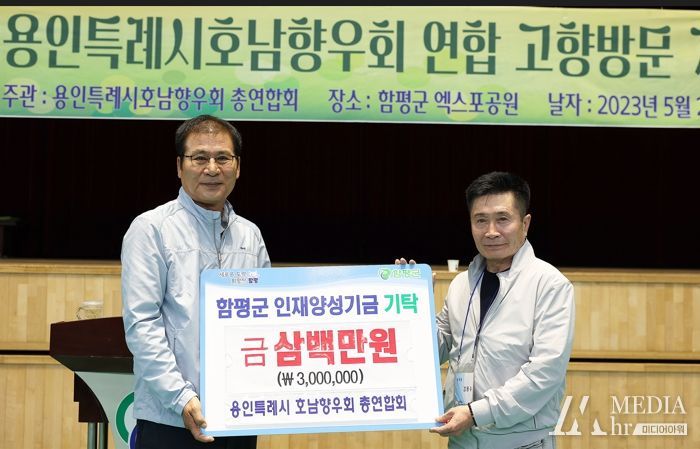 용인특례시호남향우회 연합 고향방문
주관 : 용인특례시호남향우회 총연합회 장소 : 함평군 엑스포공원 날자 : 2023년 5월 2
함평군
함평군 인재양성기금 기탁
금 삼백만원
(₩ 3,000,000)
용인특례시 호남향우회 총연합회
MEDIA
hr 미디어아워